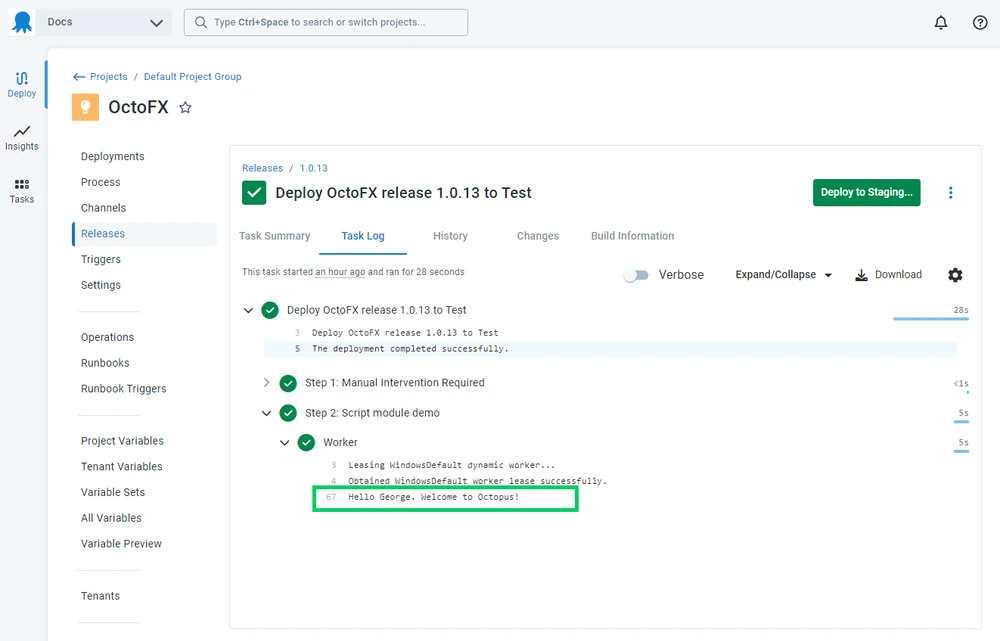 Docs
Type Ctrl+Space to search or switch projects...
Deploy
Insights
Tasks
← Projects / Default Project Group
OctoFX
Deployments
Process
Channels
Releases
Triggers
Settings
Operations
Runbooks
Runbook Triggers
Project Variables
Tenant Variables
Variable Sets
All Variables
Variable Preview
Tenants
Releases / 1.0.13
Deploy OctoFX release 1.0.13 to Test
Deploy to Staging...
Task Summary Task Log History Changes Build Information
This task started an hour ago and ran for 28 seconds
Verbose Expand/Collapse Download
Deploy OctoFX release 1.0.13 to Test 28s
3 Deploy OctoFX release 1.0.13 to Test
5 The deployment completed successfully.
Step 1: Manual Intervention Required <1s
Step 2: Script module demo 5s
Worker 5s
3 Leasing WindowsDefault dynamic worker...
4 Obtained WindowsDefault worker lease successfully.
67 Hello George. Welcome to Octopus!